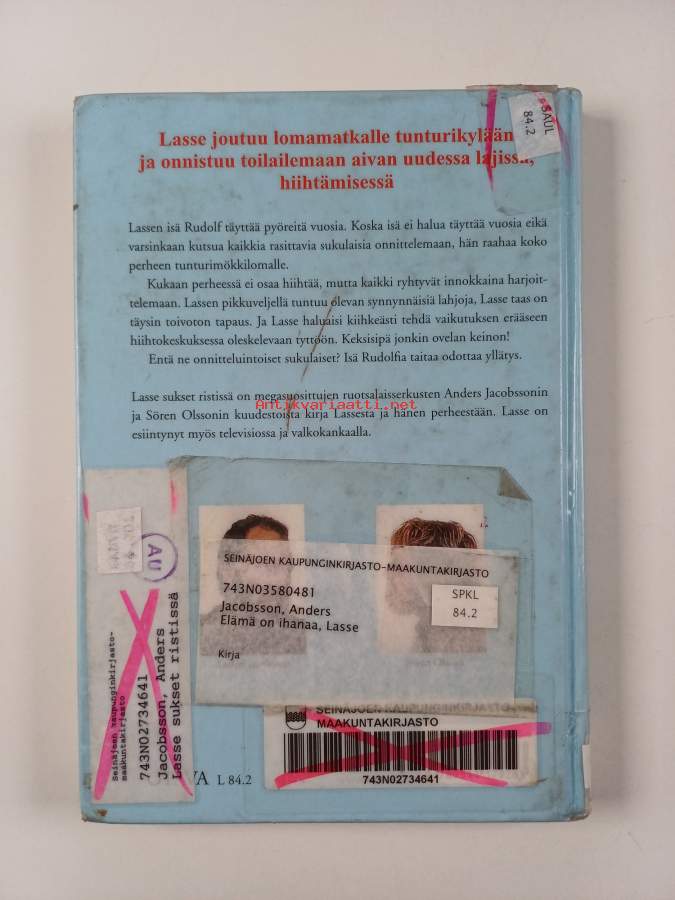 SAUL
84.2
Lasse joutuu lomamatkalle tunturikylään
ja onnistuu toilailemaan aivan uudessa lajissa,
hiihtämisessä
Lassen isä Rudolf täyttää pyöreitä vuosia. Koska isä ei halua täyttää vuosia eikä
varsinkaan kutsua kaikkia rasittavia sukulaisia onnittelemaan, hän raahaa koko
perheen tunturimökkilomalle.
Kukaan perheessä ei osaa hiihtää, mutta kaikki ryhtyvät innokkaina harjoit-
telemaan. Lassen pikkuveljellä tuntuu olevan synnynnäisiä lahjoja, Lasse taas on
täysin toivoton tapaus. Ja Lasse haluaisi kiihkeästi tehdä vaikutuksen erääseen
hiihtokeskuksessa oleskelevaan tyttöön. Keksisipä jonkin ovelan keinon!
Entä ne onnitteluintoiset sukulaiset? Isä Rudolfia taitaa odottaa yllätys.
Lasse sukset ristissä on megasuosittujen ruotsalaisserkusten Anders Jacobssonin
ja Sören Olssonin kuudestoista kirja Lassesta ja hänen perheestään. Lasse on
esiintynyt myös televisiossa ja valkokankaalla.
Antikvariaatti.net
AU
Seinäjoen kaupunginkirjasto-
maakuntakirjasto
743N02734641
Jacobsson, Anders
Lasse sukset ristissä
SEINÄJOEN KAUPUNGINKIRJASTO-MAAKUNTAKIRJASTO
743N03580481
Jacobsson, Anders
Elämä on ihanaa, Lasse
Kirja
SPKL
84.2
SEINÄJOEN KAUPUNGINKIRJASTO-
MAAKUNTAKIRJASTO
743N02734641
L 84.2